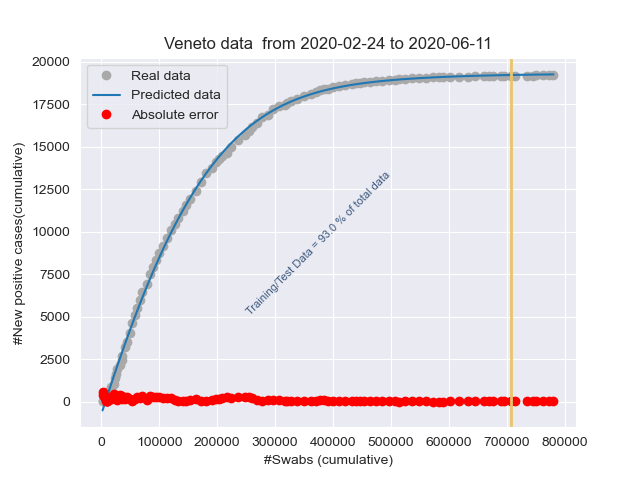 Veneto data  from 2020-02-24 to 2020-06-11
Real data
Predicted data
Absolute error
#New positive cases(cumulative)
20000
17500
15000
12500
10000
7500
5000
2500
0
Training/Test Data = 93.0 % of total data
0 100000 200000 300000 400000 500000 600000 700000 800000
#Swabs (cumulative)